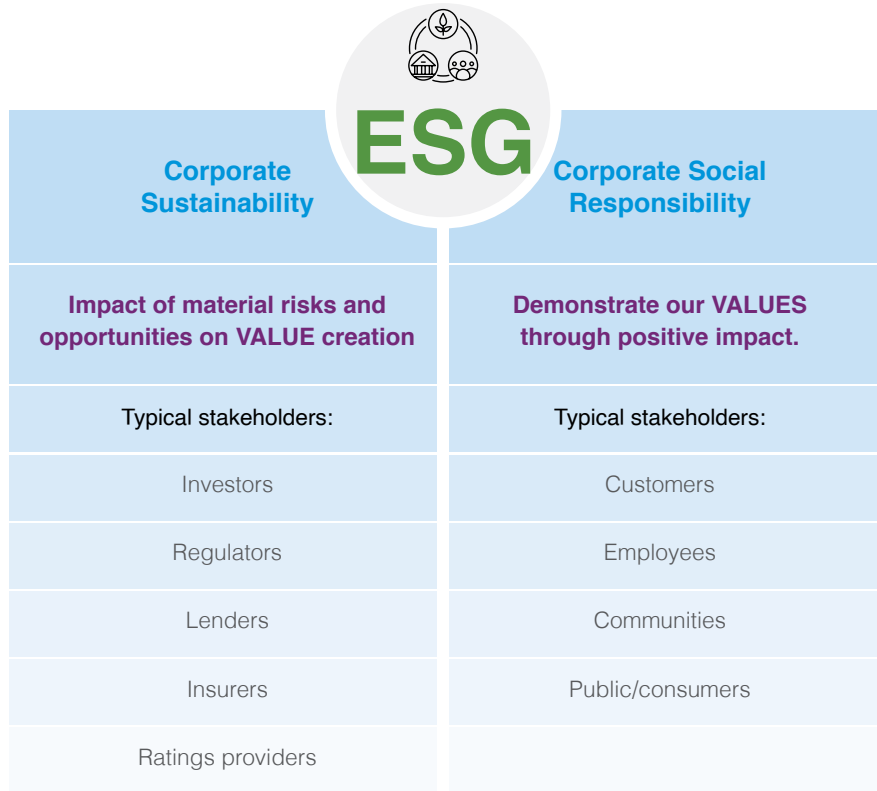 ESG
Corporate
Sustainability
Corporate Social
Responsibility
Impact of material risks and
opportunities on VALUE creation
Demonstrate our VALUES
through positive impact.
Typical stakeholders:
Typical stakeholders:
Investors
Customers
Regulators
Employees
Lenders
Communities
Insurers
Public/consumers
Ratings providers